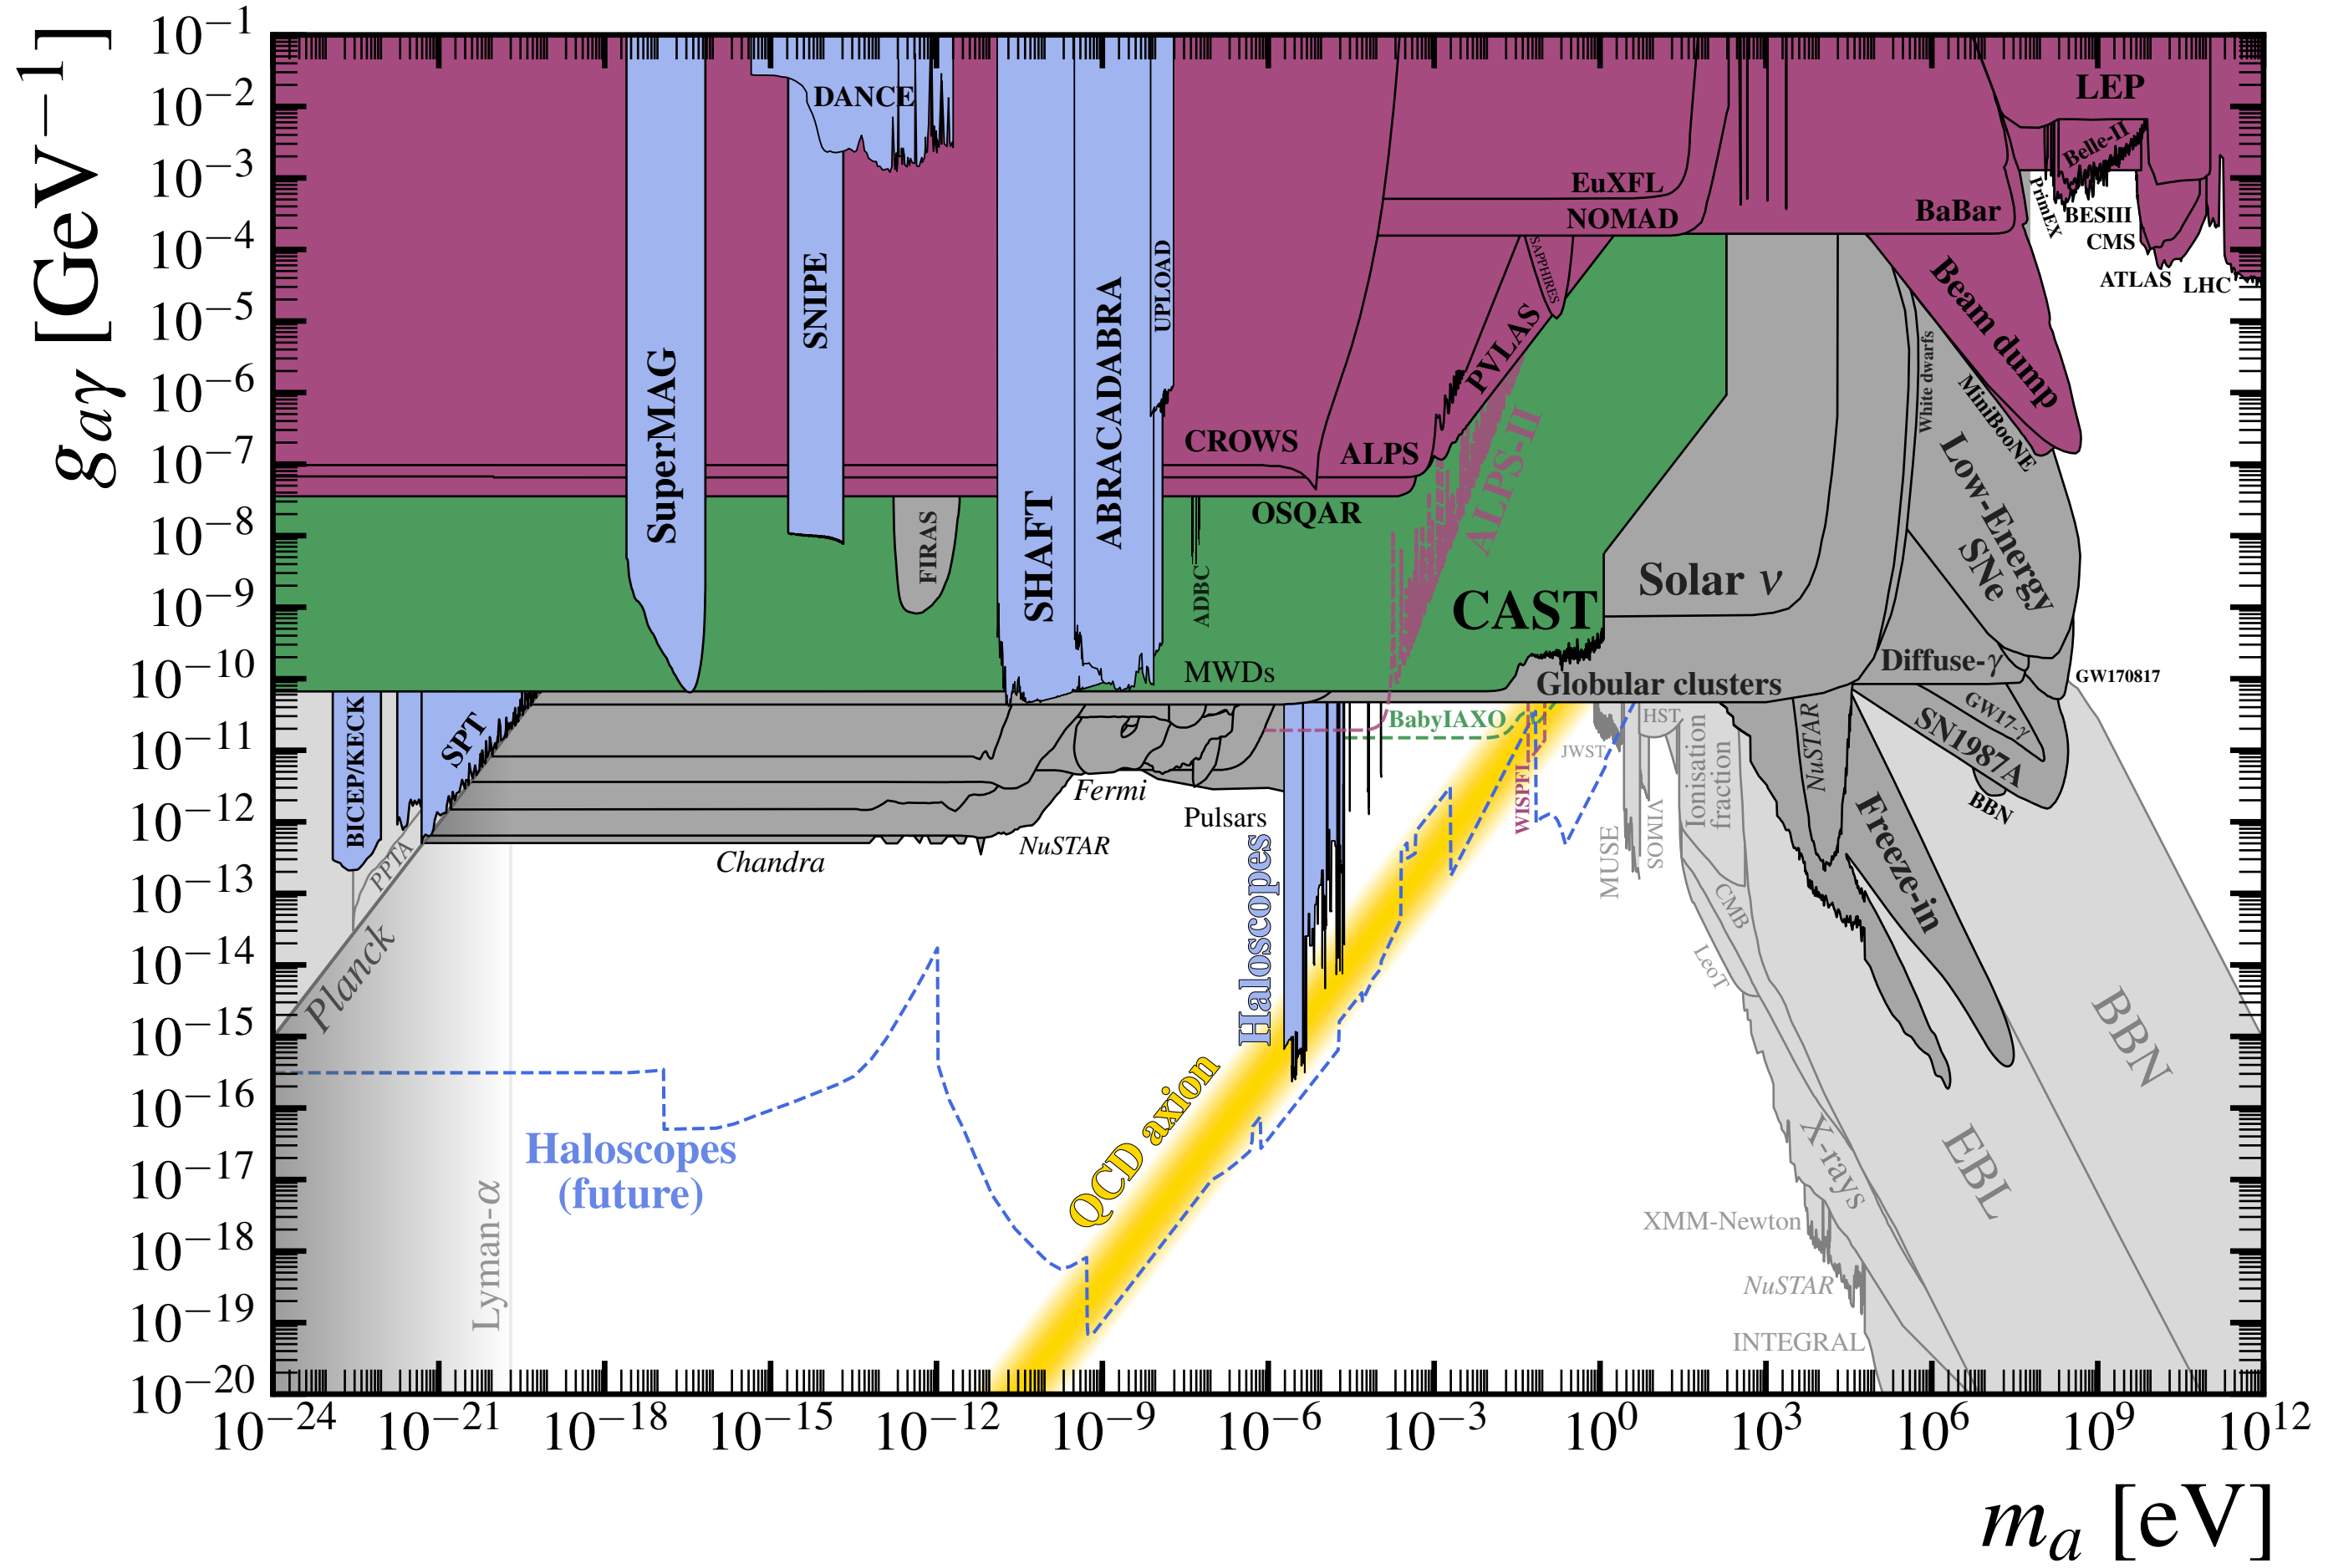 g_{aγ} [GeV^{−1}]
10^{−1}
10^{−2}
10^{−3}
10^{−4}
10^{−5}
10^{−6}
10^{−7}
10^{−8}
10^{−9}
10^{−10}
10^{−11}
10^{−12}
10^{−13}
10^{−14}
10^{−15}
10^{−16}
10^{−17}
10^{−18}
10^{−19}
10^{−20}
DANCE
LEP
Belle-II
EuXFL
NOMAD
BaBar
PrimEX
BESIII
CMS
ATLAS
LHC
SAPPHIRES
SNIPE
UPLOAD
SuperMAG
ABRACADABRA
SHAFT
PVLAS
Beam dump
White dwarfs
MiniBooNE
CROWS
ALPS
ALPS-II
OSQAR
FIRAS
ADBC
Low-Energy
SNe
Solar ν
CAST
MWDs
Globular clusters
Diffuse-γ
GW170817
BICEP/KECK
SPT
BabyIAXO
HST
JWST
NuSTAR
GW17-γ
SN1987A
BBN
Ionisation
fraction
Fermi
Pulsars
WISPFI
MUSE
VIMOS
Freeze-in
PPTA
Chandra
NuSTAR
Haloscopes
CMB
LeoT
Planck
BBN
QCD axion
Haloscopes
(future)
X-rays
EBL
Lyman-α
XMM-Newton
NuSTAR
INTEGRAL
10^{−24}
10^{−21}
10^{−18}
10^{−15}
10^{−12}
10^{−9}
10^{−6}
10^{−3}
10^{0}
10^{3}
10^{6}
10^{9}
10^{12}
m_a [eV]